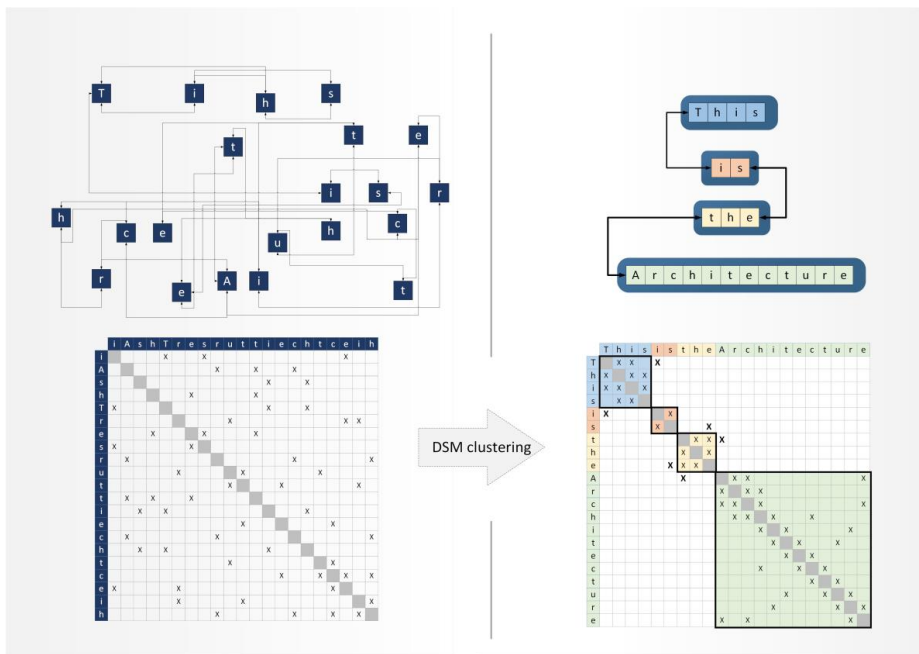 T i h s
t t e
i s r
h c e u h c
r e A i t
This
is
the
Architecture
i A s h T r e s r u t t i e c h t c e i h
i X X X
A X X X
s X X
h X X
T X X
r X X X
e X X X
s X X
r X X
u X X X
t X X
t X X X
i X X X
e X
c X X X
h X X X
t X X
c X X X X
e X X X
i X X X
h X X X X
DSM clustering
T h i s i s t h e A r c h i t e c t u r e
T X X X
h X X X
i X X X
s X X
i X X
s X X
t X X X
h X X
e X X X
A X X X X
r X X X
c X X X X
h X X X X
i X X X
t X X X
e X X
c X X X
t X X
u X X X
r X X X
e X X X